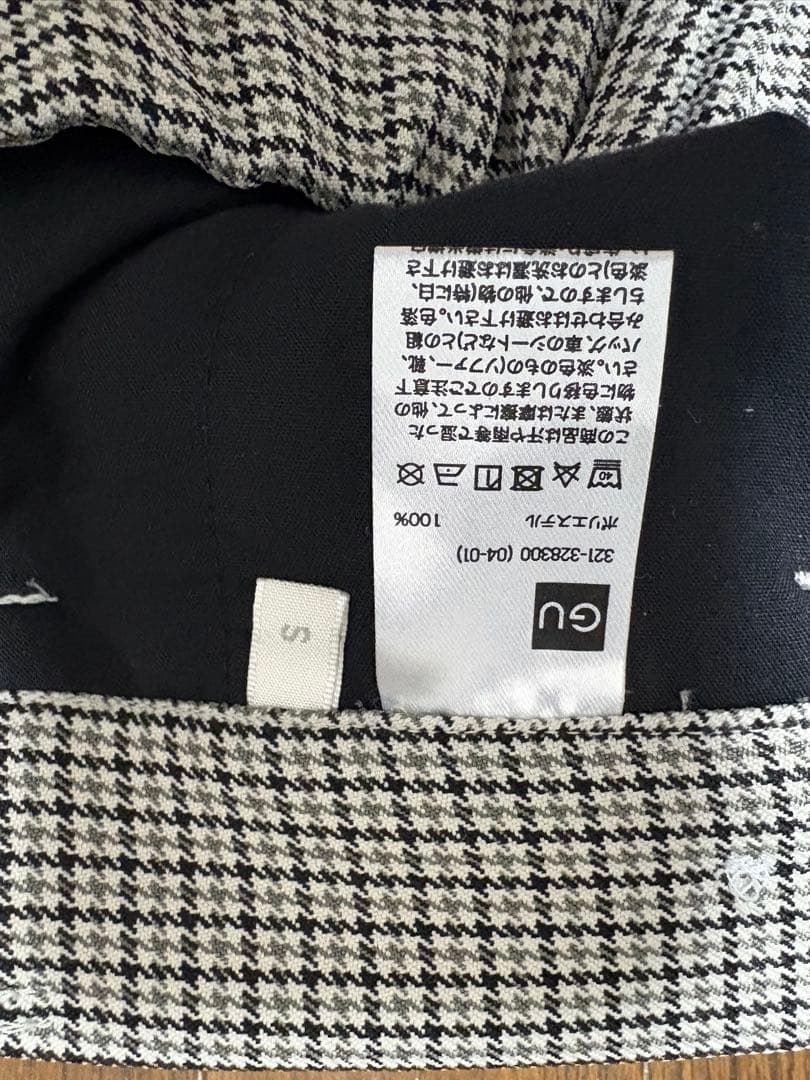 GU
321-328300 (04-01)
ポリエステル 100%
40
この商品は汗や雨等で湿った
状態、または摩擦によって、他の
物に色移りしますのでご注意下
さい。淡色のもの(ソファー、靴、
バッグ、車のシートなど)との組
み合わせはお避け下さい。色落
ちしますので、他の物(特に白、
淡色)とのお洗濯はお避け下さ
S